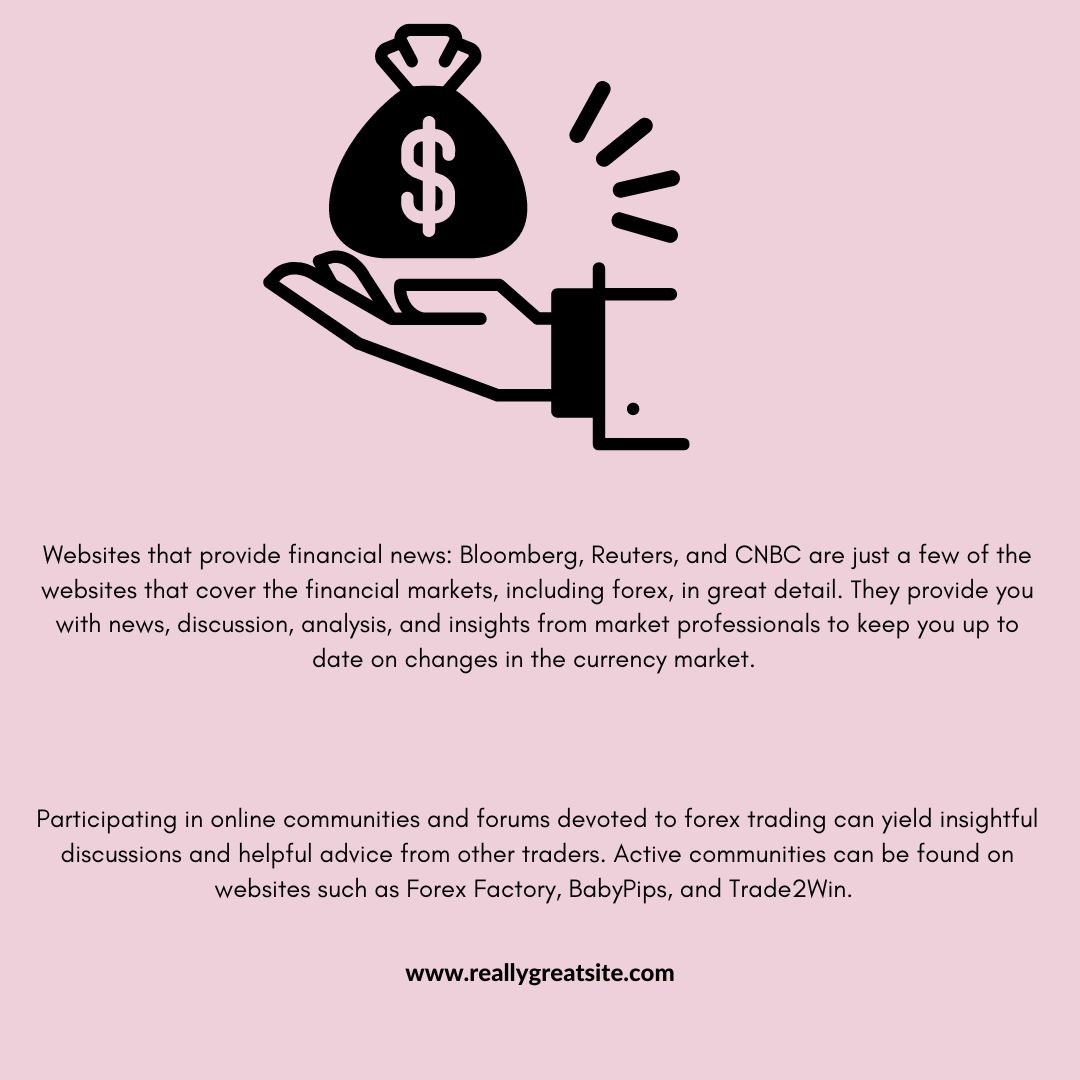 $
Websites that provide financial news: Bloomberg, Reuters, and CNBC are just a few of the
websites that cover the financial markets, including forex, in great detail. They provide you
with news, discussion, analysis, and insights from market professionals to keep you up to
date on changes in the currency market.
Participating in online communities and forums devoted to forex trading can yield insightful
discussions and helpful advice from other traders. Active communities can be found on
websites such as Forex Factory, BabyPips, and Trade2Win.
www.reallygreatsite.com